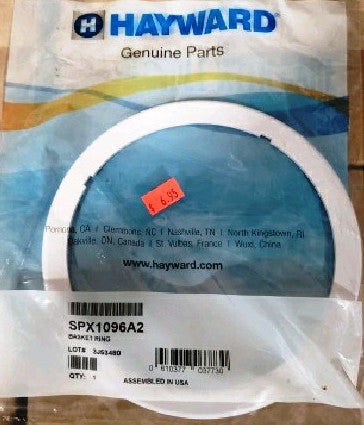 H HAYWARD®
Genuine Parts
$ 6.95
Pomona, CA / Clemmons, NC / Nashville, TN / North Kingstown, RI
Oakville, ON, Canada / St. Vulbas, France / Wuxi, China
www.hayward.com
SPX1096A2
BASKET RING
LOT#
QTY: 1
ASSEMBLED IN USA